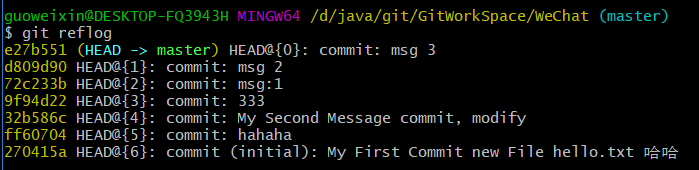 guoweixin@DESKTOP-FQ3943H MINGW64 /d/java/git/GitWorkSpace/WeChat (master)
$ git reflog
e27b551 (HEAD -> master) HEAD@{0}: commit: msg 3
d809d90 HEAD@{1}: commit: msg 2
72c233b HEAD@{2}: commit: msg:1
9f94d22 HEAD@{3}: commit: 333
32b586c HEAD@{4}: commit: My Second Message commit, modify
ff60704 HEAD@{5}: commit: hahaha
270415a HEAD@{6}: commit (initial): My First Commit new File hello.txt 哈哈